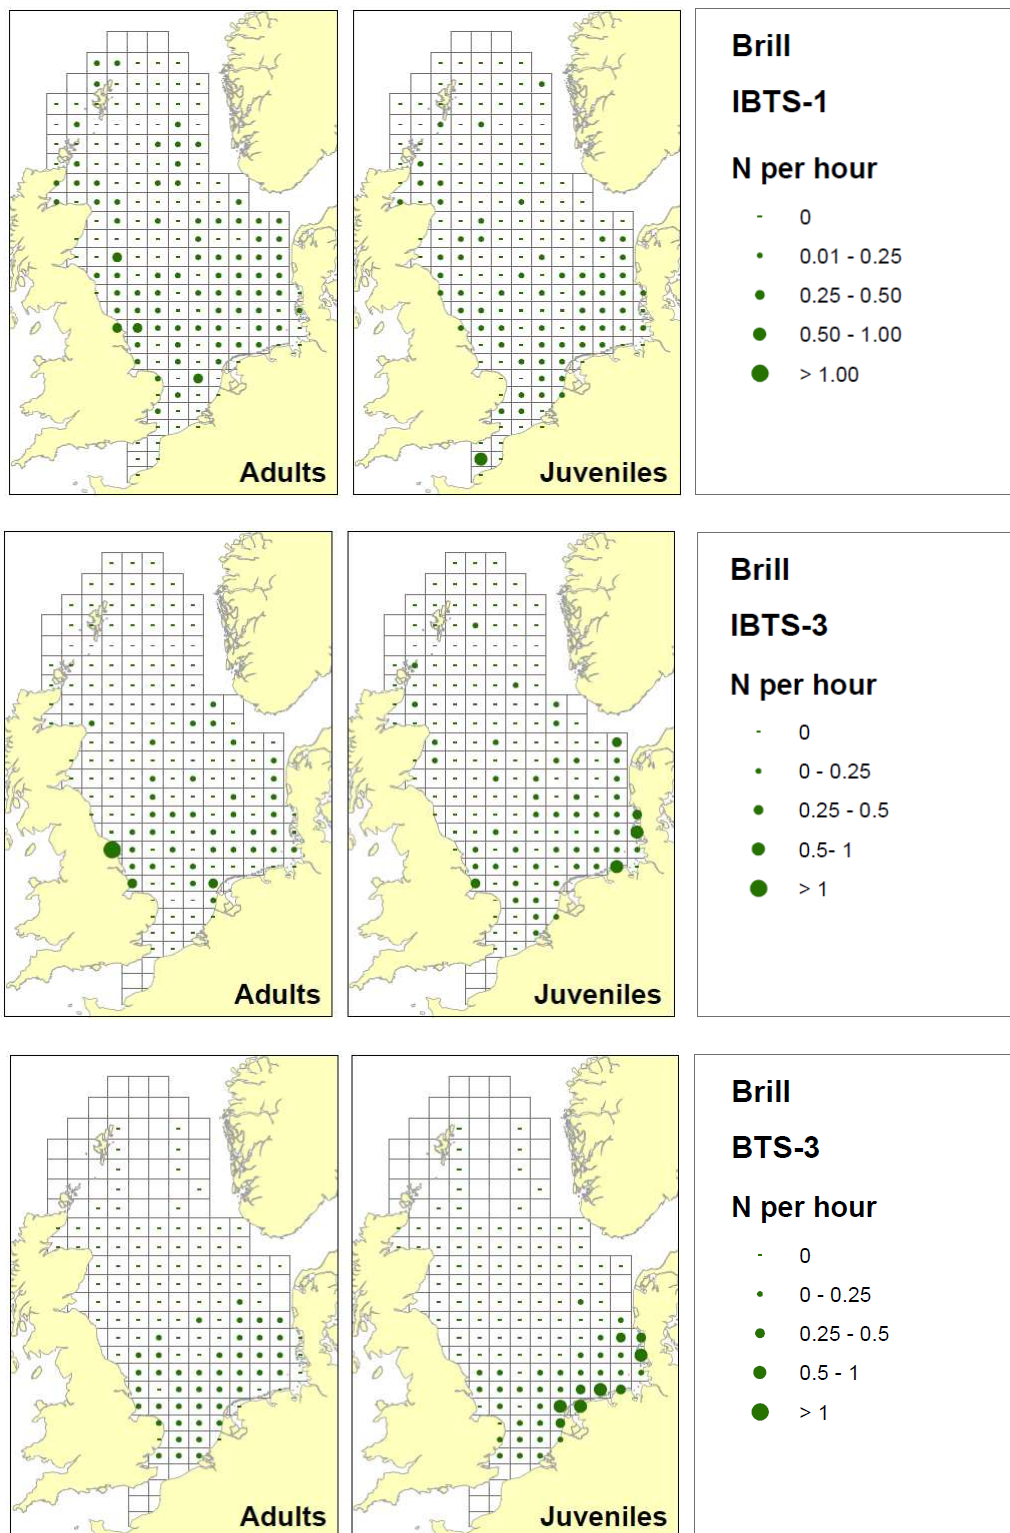 Adults
Juveniles
Brill
IBTS-1
N per hour
- 0
0.01 - 0.25
0.25 - 0.50
0.50 - 1.00
> 1.00
Adults
Juveniles
Brill
IBTS-3
N per hour
- 0
0 - 0.25
0.25 - 0.5
0.5- 1
> 1
Adults
Juveniles
Brill
BTS-3
N per hour
- 0
0 - 0.25
0.25 - 0.5
0.5 - 1
> 1